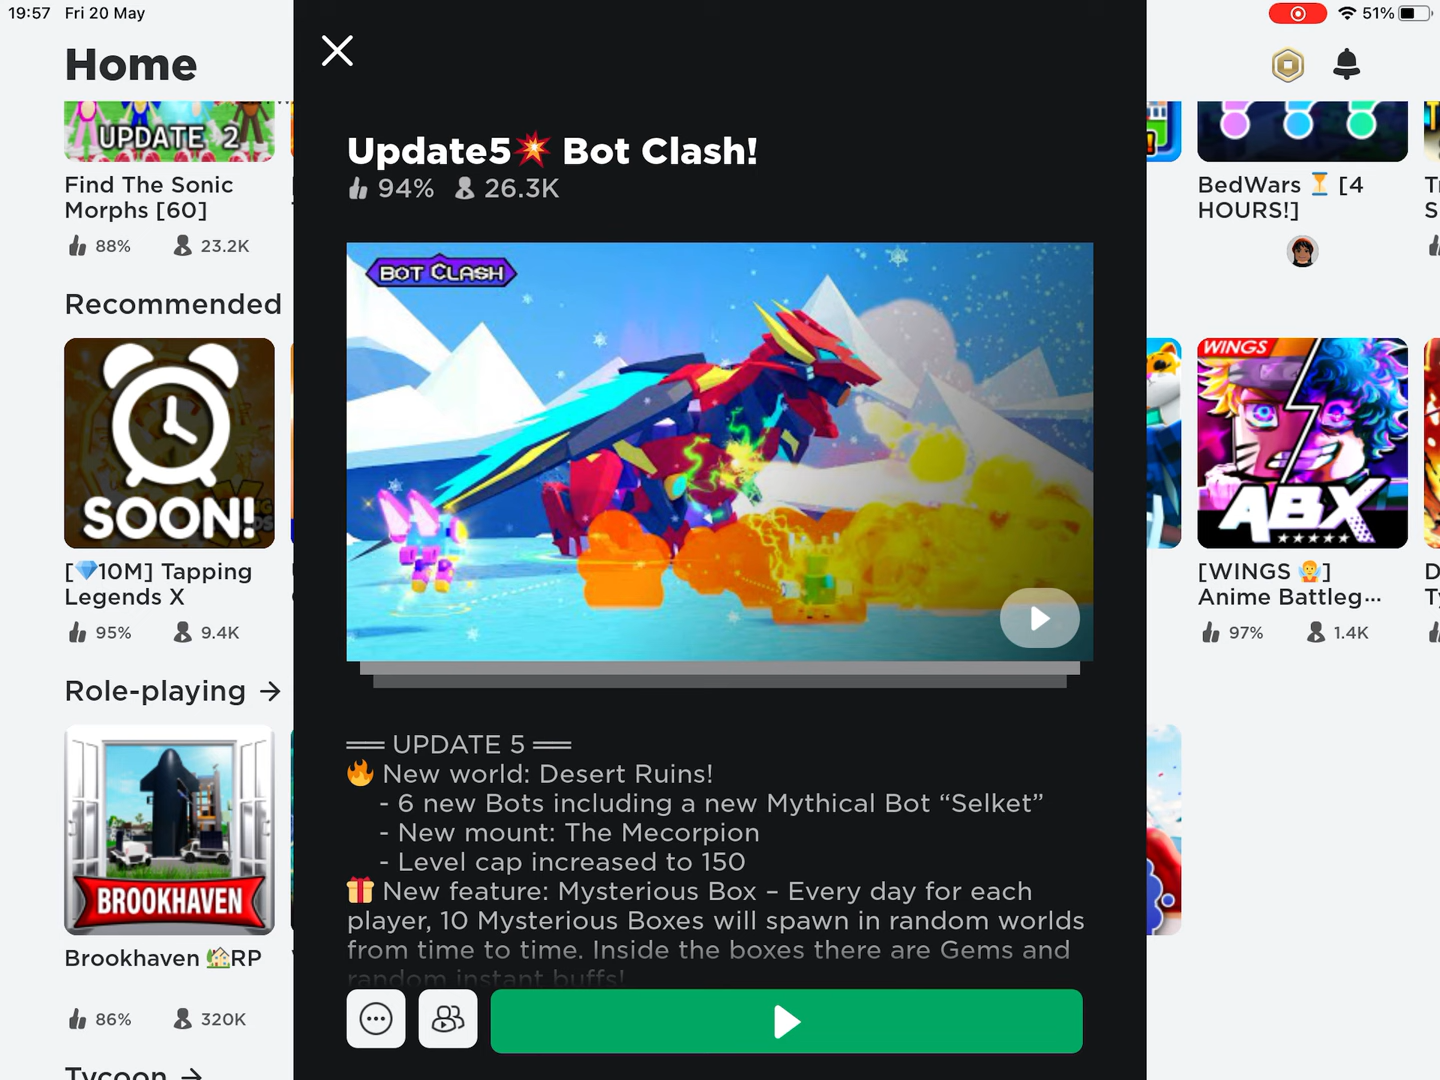 19:57 Fri 20 May
51%
Home
UPDATE 2
Find The Sonic
Morphs [60]
88% 23.2K
Recommended
SOON!
[💎10M] Tapping
Legends X
95% 9.4K
Role-playing →
BROOKHAVEN
Brookhaven 🏡RP
86% 320K
Tycoon →
Update5💥 Bot Clash!
94% 26.3K
BOT CLASH
══ UPDATE 5 ══
🔥 New world: Desert Ruins!
- 6 new Bots including a new Mythical Bot “Selket”
- New mount: The Mecorpion
- Level cap increased to 150
🎁 New feature: Mysterious Box – Every day for each
player, 10 Mysterious Boxes will spawn in random worlds
from time to time. Inside the boxes there are Gems and
random instant buffs!
BedWars ⏳ [4
HOURS!]
WINGS
ABX
[WINGS 🧚]
Anime Battleg...
97% 1.4K